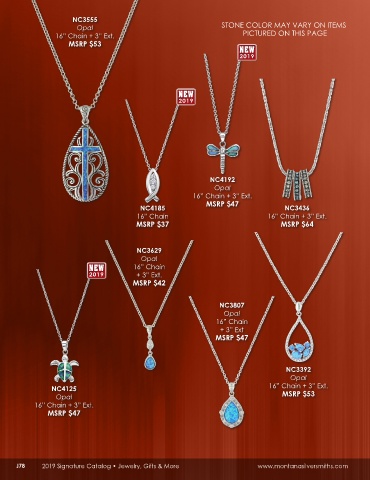 NC3555
Opal
16" Chain + 3" Ext.
MSRP $53
STONE COLOR MAY VARY ON ITEMS
PICTURED ON THIS PAGE
NEW
2019
NEW
2019
NC4192
Opal
16" Chain + 3" Ext.
MSRP $47
NC4185
16" Chain
MSRP $37
NC3436
16" Chain + 3" Ext.
MSRP $64
NC3629
Opal
16" Chain
+ 3" Ext.
MSRP $42
NEW
2019
NC3807
Opal
16" Chain
+ 3" Ext
MSRP $47
NC3392
Opal
16" Chain + 3" Ext.
MSRP $53
NC4125
Opal
16" Chain + 3" Ext.
MSRP $47
J78 2019 Signature Catalog • Jewelry, Gifts & More www.montanasilversmiths.com